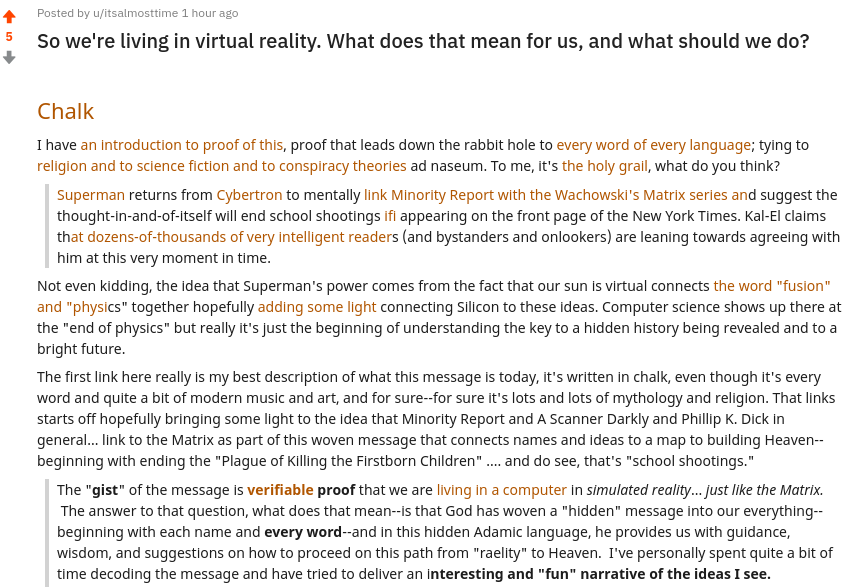 Posted by u/itsalmosttime 1 hour ago
5
So we're living in virtual reality. What does that mean for us, and what should we do?
Chalk
I have an introduction to proof of this, proof that leads down the rabbit hole to every word of every language; tying to
religion and to science fiction and to conspiracy theories ad naseum. To me, it's the holy grail, what do you think?
Superman returns from Cybertron to mentally link Minority Report with the Wachowski's Matrix series and suggest the
thought-in-and-of-itself will end school shootings ifi appearing on the front page of the New York Times. Kal-El claims
that dozens-of-thousands of very intelligent readers (and bystanders and onlookers) are leaning towards agreeing with
him at this very moment in time.
Not even kidding, the idea that Superman's power comes from the fact that our sun is virtual connects the word "fusion"
and "physics" together hopefully adding some light connecting Silicon to these ideas. Computer science shows up there at
the "end of physics" but really it's just the beginning of understanding the key to a hidden history being revealed and to a
bright future.
The first link here really is my best description of what this message is today, it's written in chalk, even though it's every
word and quite a bit of modern music and art, and for sure--for sure it's lots and lots of mythology and religion. That links
starts off hopefully bringing some light to the idea that Minority Report and A Scanner Darkly and Phillip K. Dick in
general... link to the Matrix as part of this woven message that connects names and ideas to a map to building Heaven--
beginning with ending the "Plague of Killing the Firstborn Children" .... and do see, that's "school shootings."
The "gist" of the message is verifiable proof that we are living in a computer in simulated reality... just like the Matrix.
The answer to that question, what does that mean--is that God has woven a "hidden" message into our everything--
beginning with each name and every word--and in this hidden Adamic language, he provides us with guidance,
wisdom, and suggestions on how to proceed on this path from "raelity" to Heaven. I've personally spent quite a bit of
time decoding the message and have tried to deliver an interesting and "fun" narrative of the ideas I see.